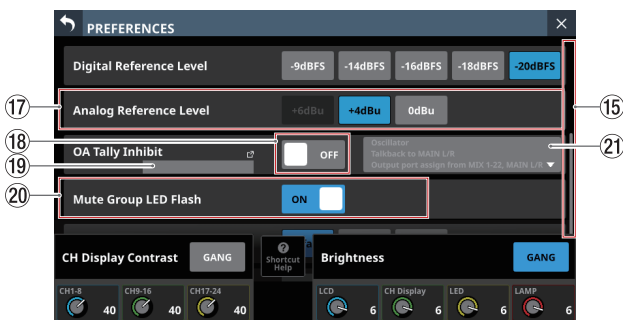 PREFERENCES
Digital Reference Level -9dBFS -14dBFS -16dBFS -18dBFS -20dBFS
⑰ Analog Reference Level +6dBu +4dBu 0dBu ⑮
⑱ OA Tally Inhibit OFF Oscillator
Talkback to MAIN L/R
Output port assign from MIX 1-22, MAIN L/R ㉑
⑲
⑳ Mute Group LED Flash ON
CH Display Contrast GANG Shortcut Help Brightness GANG
CH1-8 CH9-16 CH17-24 LCD CH Display LED LAMP
40 40 40 6 6 6 6